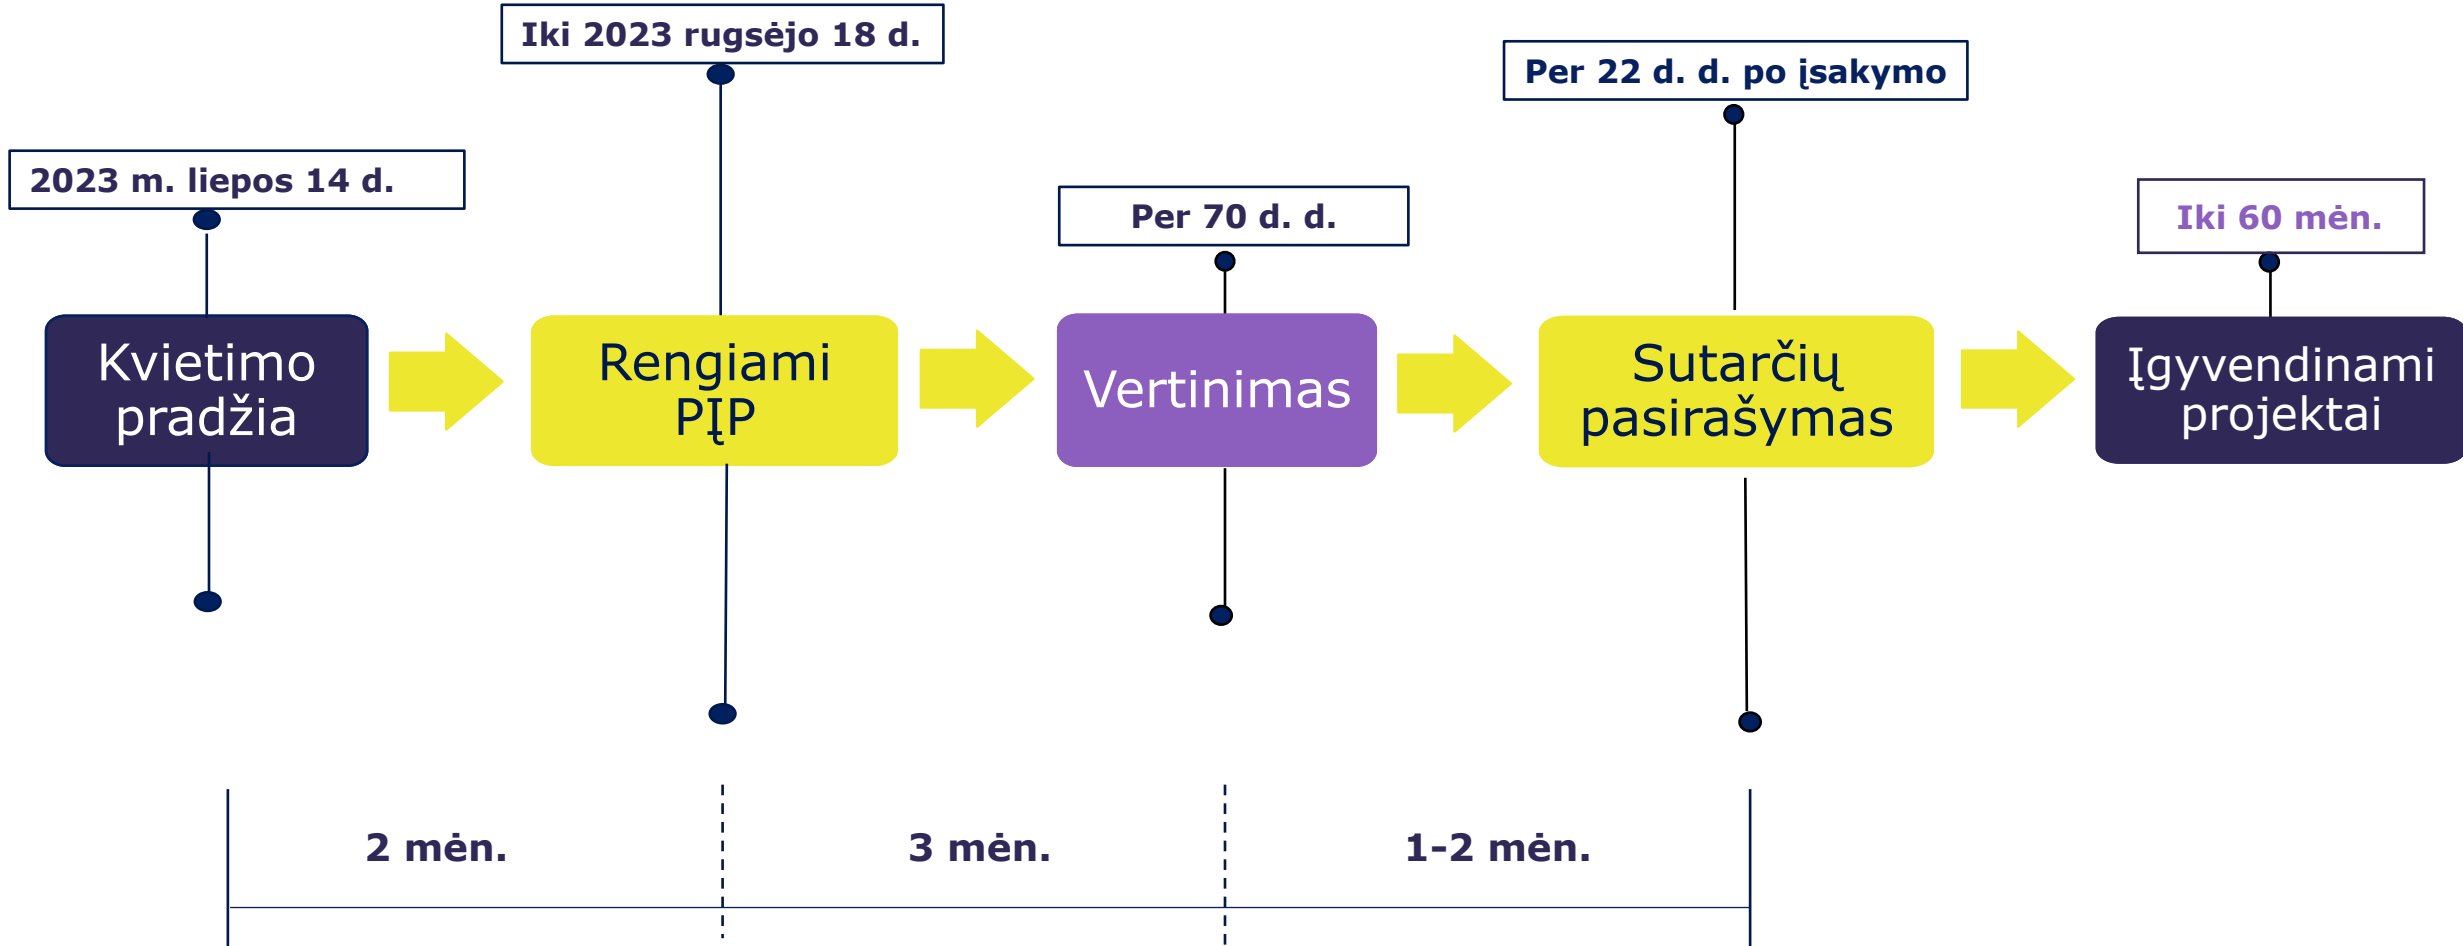 Iki 2023 rugsėjo 18 d.
Per 22 d. d. po įsakymo
2023 m. liepos 14 d.
Per 70 d. d.
Iki 60 mėn.
Kvietimo
pradžia
Rengiami
PĮP
Vertinimas
Sutarčių
pasirašymas
Įgyvendinami
projektai
2 mėn.
3 mėn.
1-2 mėn.